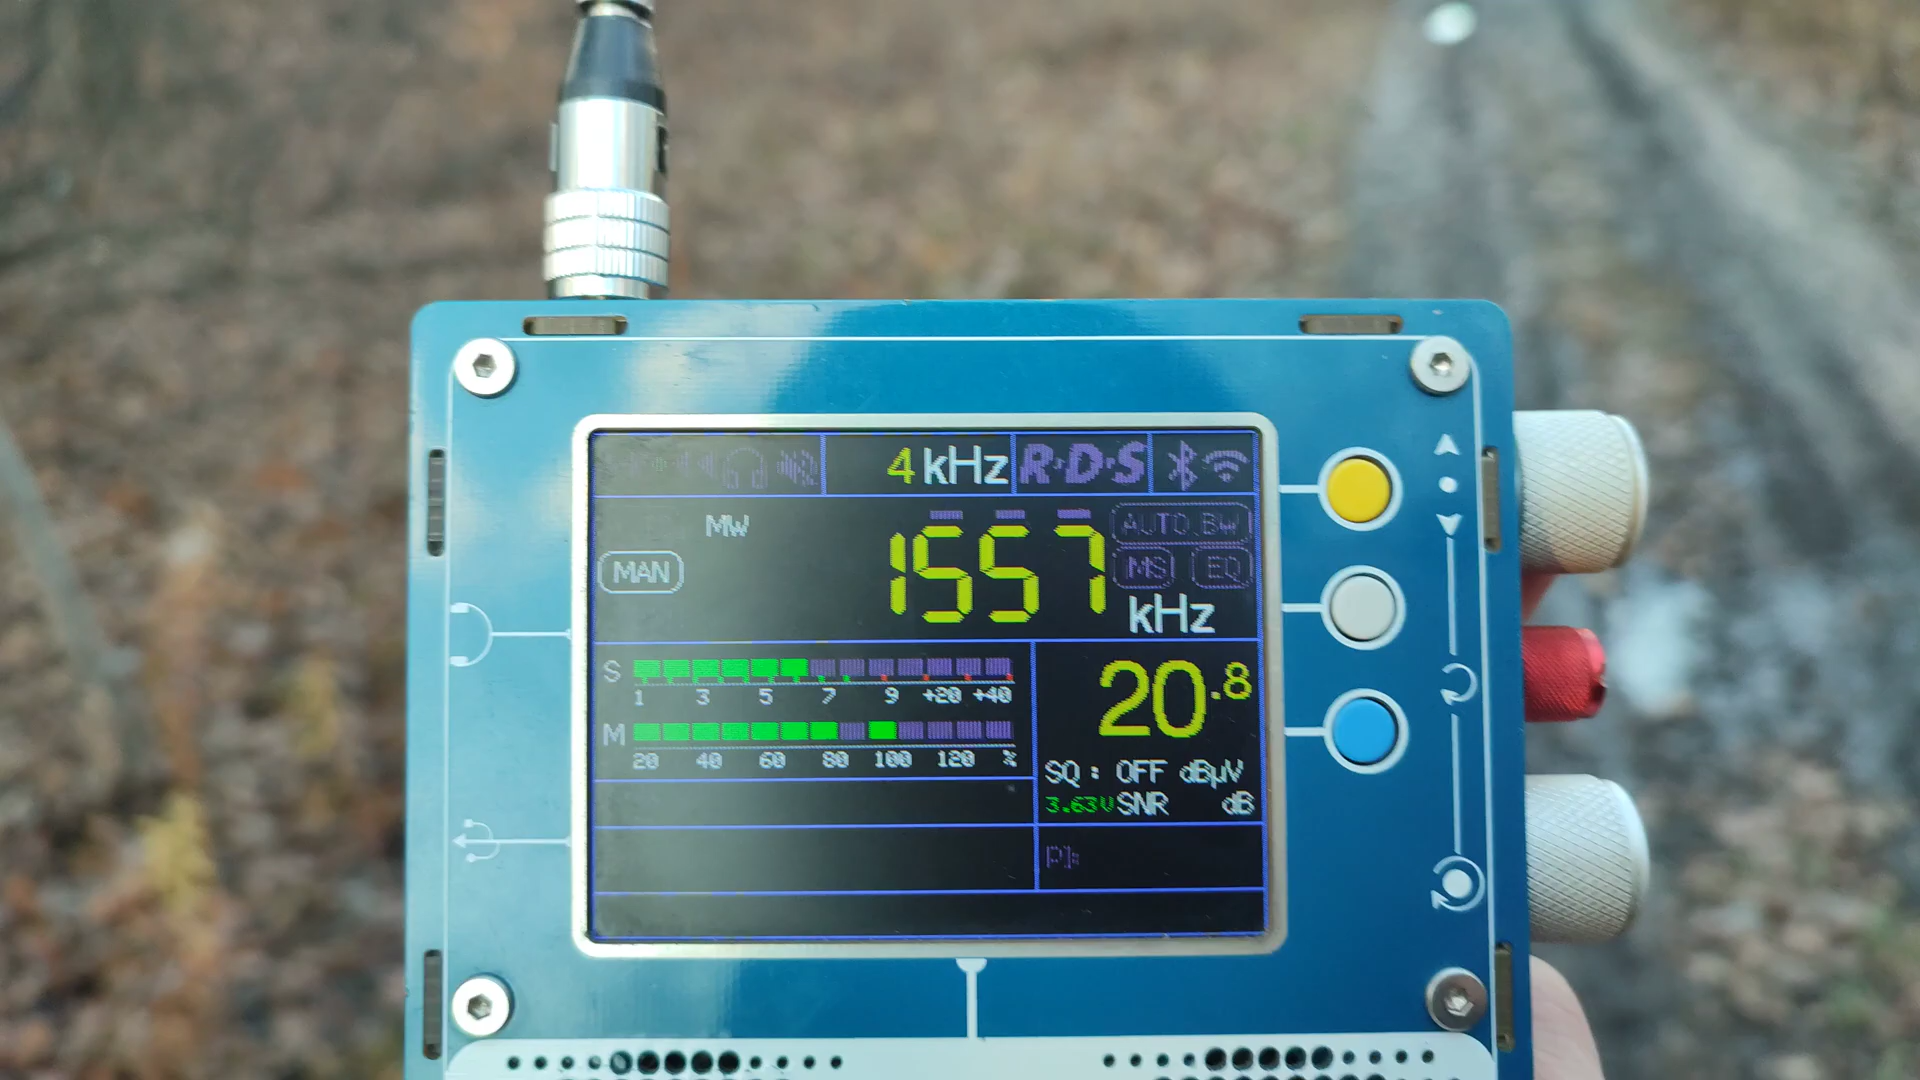 4 kHz R·D·S
MW 1557 kHz AUTO.BW
MAN MS EQ
S
1 3 5 7 9 +20 +40
M
20 40 60 80 100 120 %
20.8
SQ : OFF dBμV
3.63V SNR dB